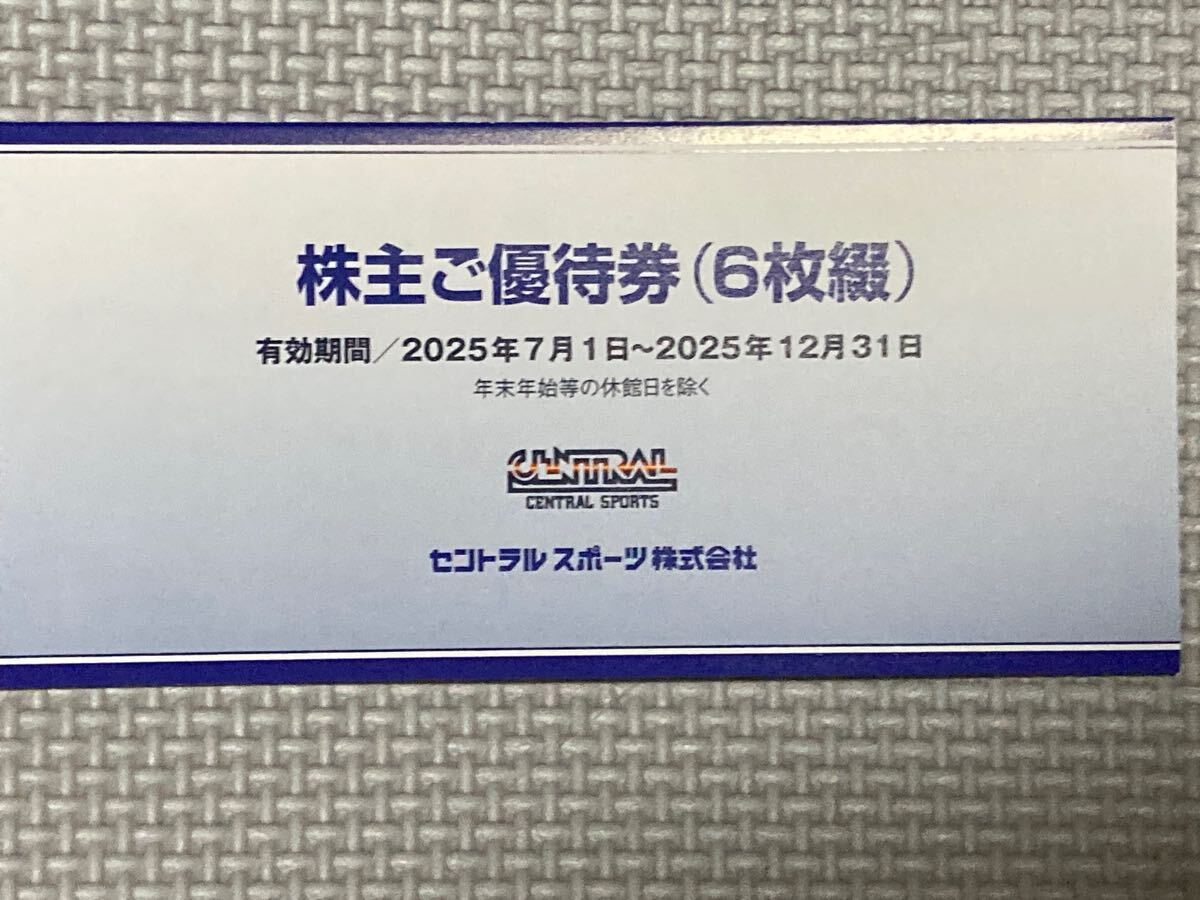 株主ご優待券（6枚綴）
有効期間／2025年7月1日～2025年12月31日
年末年始等の休館日を除く
CENTRAL
CENTRAL SPORTS
セントラルスポーツ株式会社